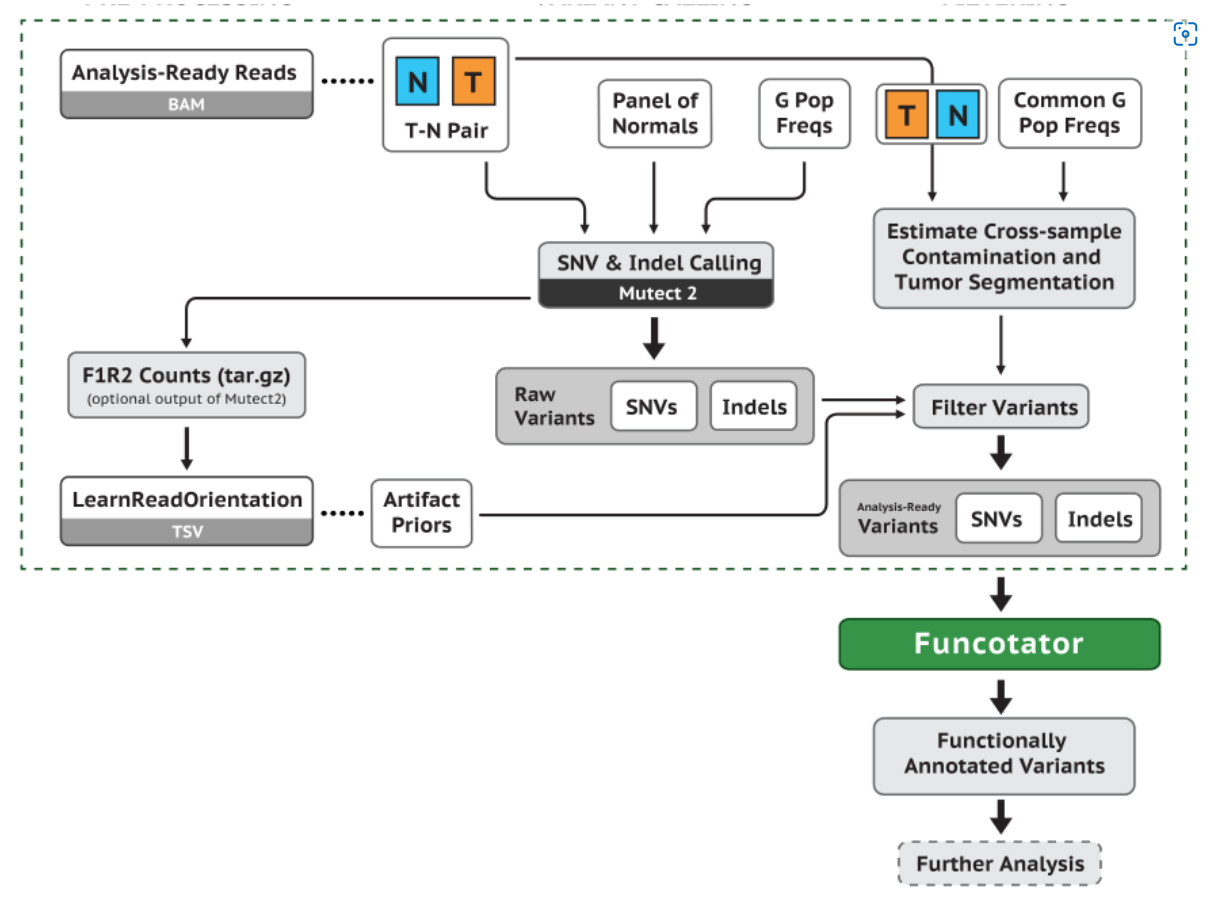 Analysis-Ready Reads
BAM
N
T
T-N Pair
Panel of
Normals
G Pop
Freqs
T
N
Common G
Pop Freqs
SNV & Indel Calling
Mutect 2
Estimate Cross-sample
Contamination and
Tumor Segmentation
F1R2 Counts (tar.gz)
(optional output of Mutect2)
Raw
Variants
SNVs
Indels
Filter Variants
LearnReadOrientation
TSV
Artifact
Priors
Analysis-Ready
Variants
SNVs
Indels
Funcotator
Functionally
Annotated Variants
Further Analysis